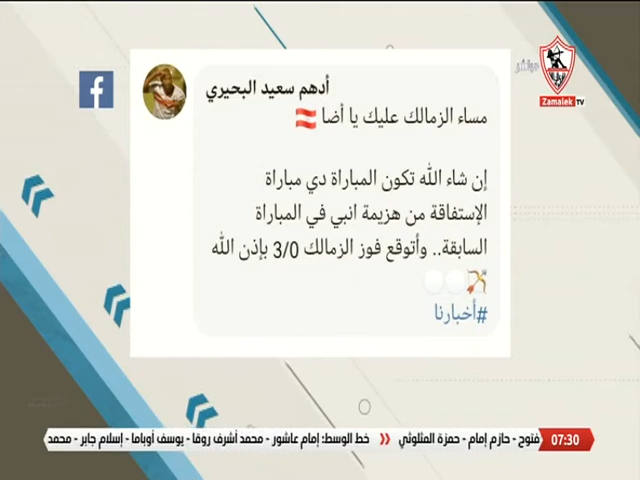 مباشر
Zamalek TV
أدهم سعيد البحيري
مساء الزمالك عليك يا أضا
إن شاء الله تكون المباراة دي مباراة
الإستفاقة من هزيمة انبي في المباراة
السابقة.. وأتوقع فوز الزمالك 3/0 بإذن الله
#أخبارنا
07:30 فتوح - حازم إمام - حمزة المثلوثي » خط الوسط: إمام عاشور - محمد أشرف روقا - يوسف أوباما - إسلام جابر - محمد